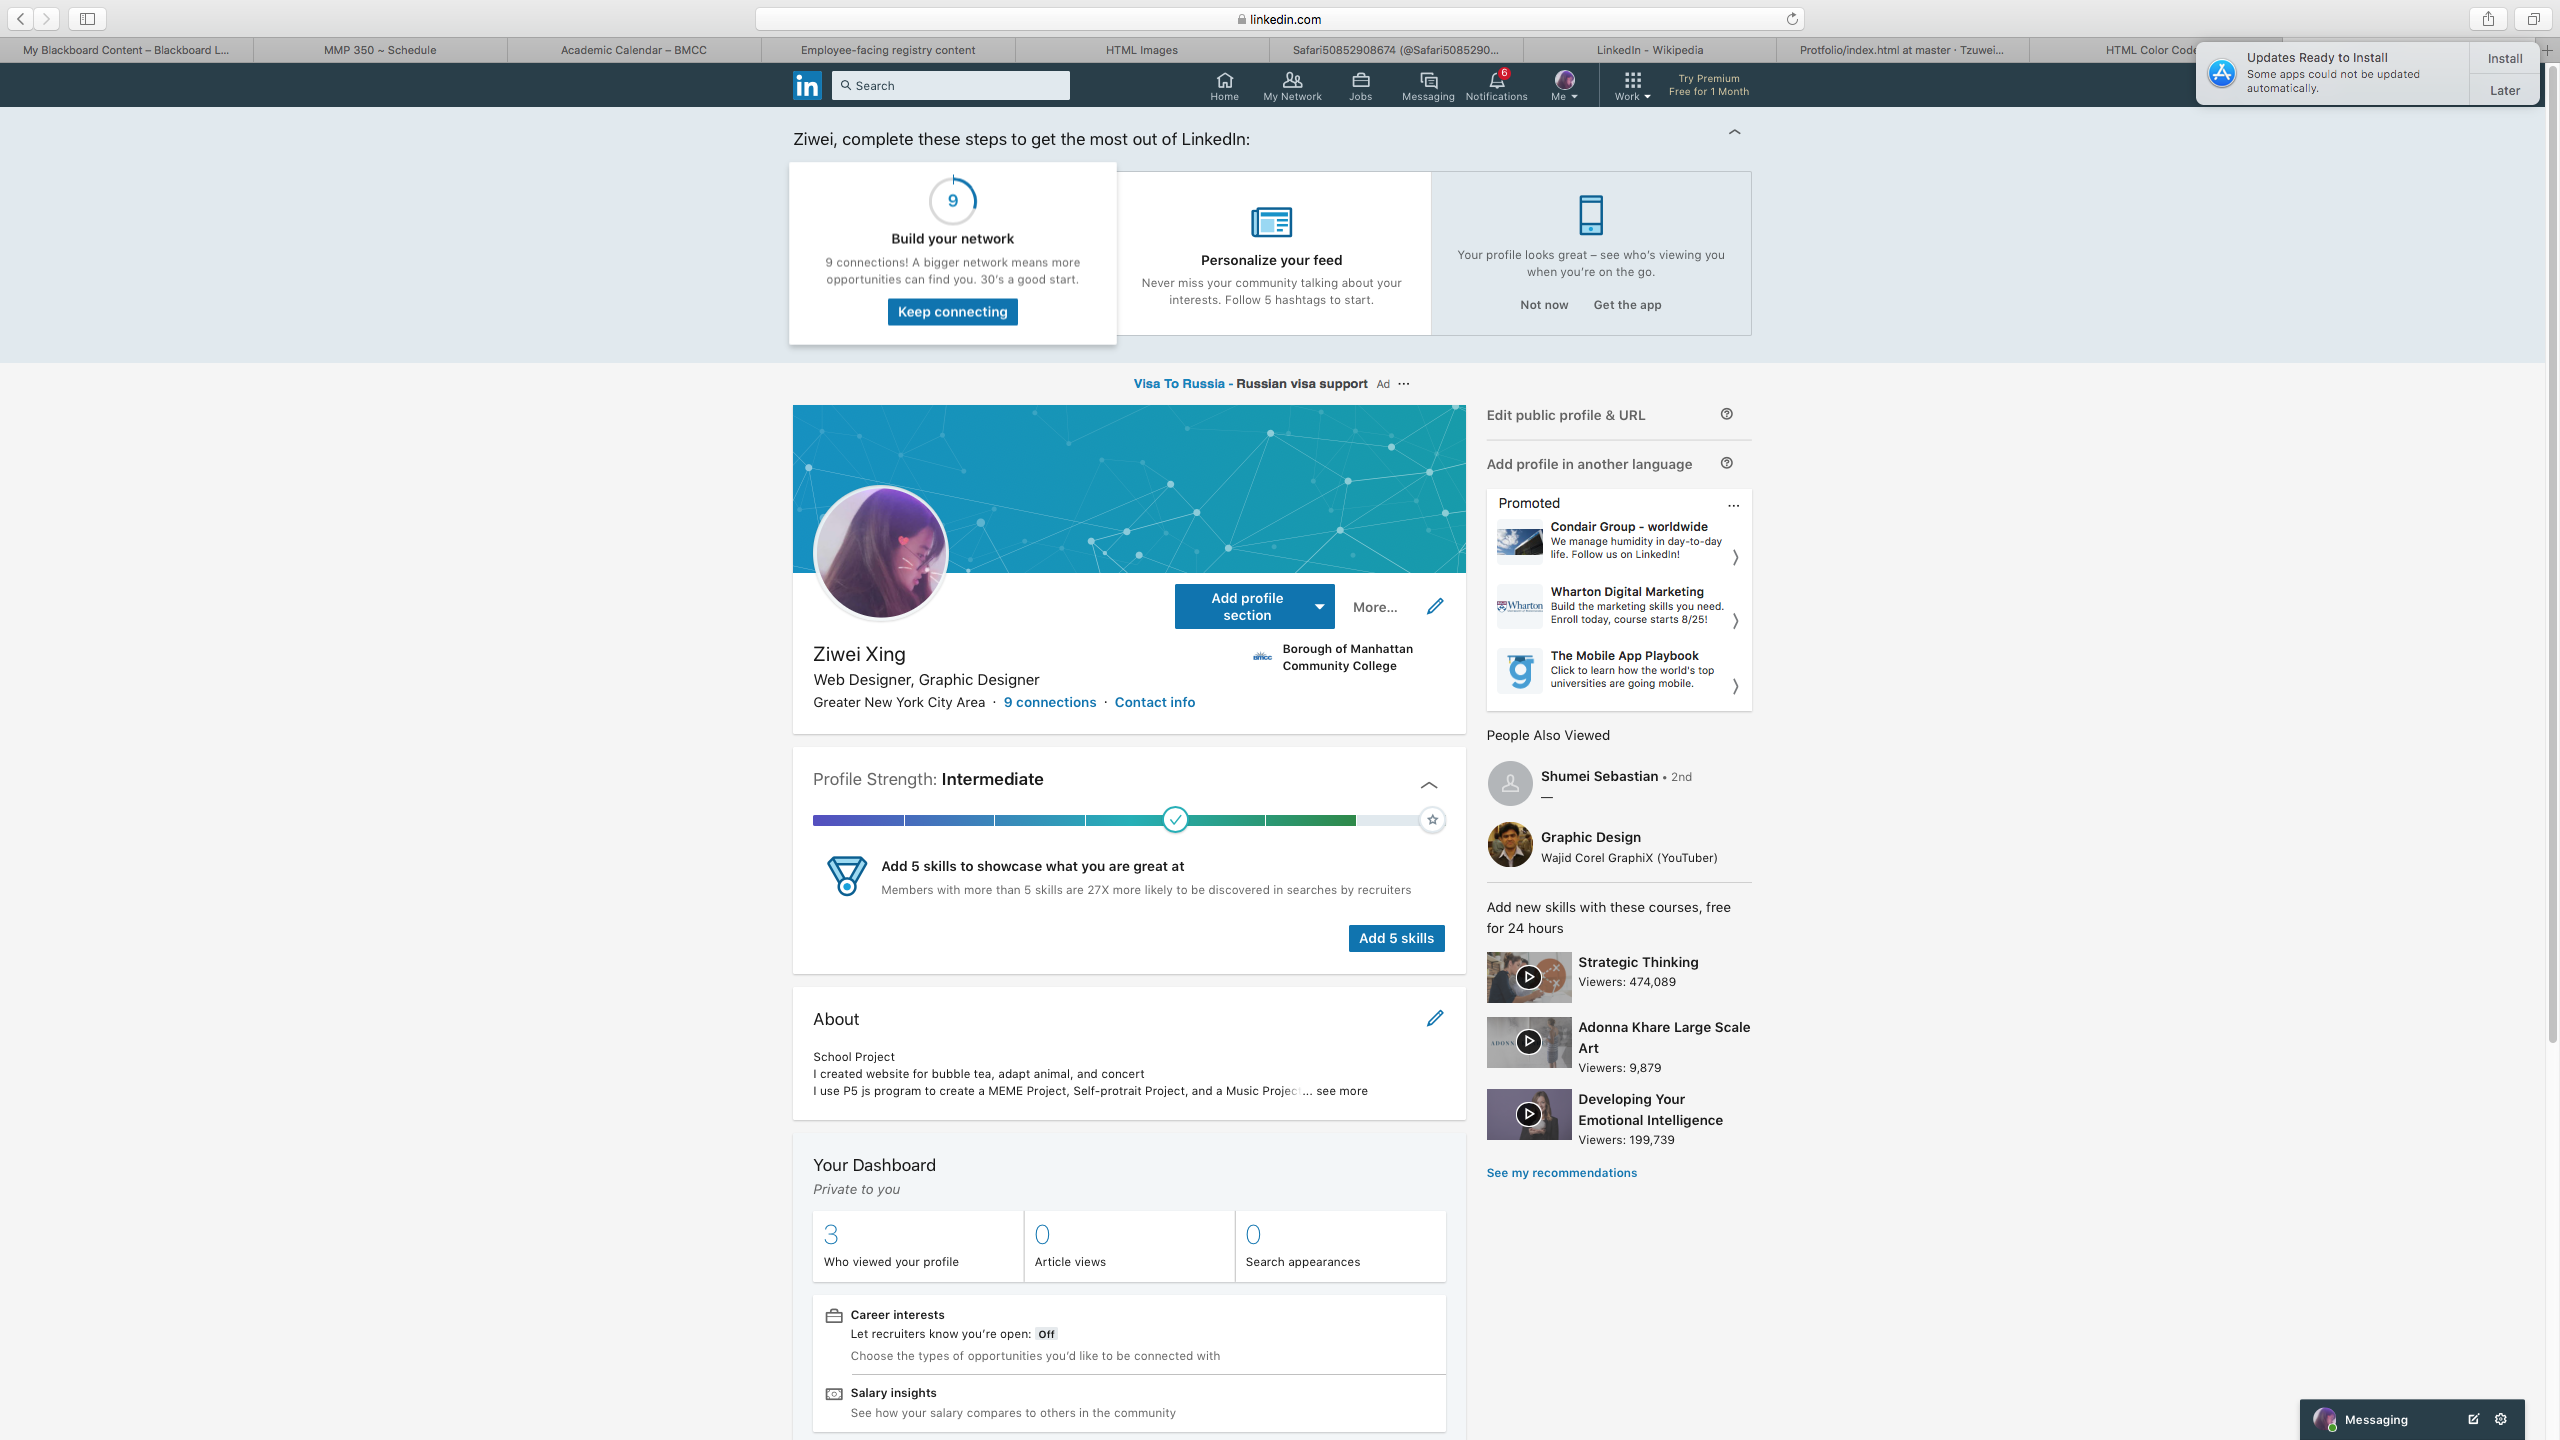 linkedin.com
My Blackboard Content – Blackboard L...
MMP 350 ~ Schedule
Academic Calendar – BMCC
Employee-facing registry content
HTML Images
Safari50852908674 (@Safari5085290...
LinkedIn - Wikipedia
Protfolio/index.html at master · Tzuwei...
HTML Color Code
Updates Ready to Install
Some apps could not be updated
automatically.
Install
Later
in
Search
Home
My Network
Jobs
Messaging
6
Notifications
Me
Work
Try Premium
Free for 1 Month
Ziwei, complete these steps to get the most out of LinkedIn:
9
Build your network
9 connections! A bigger network means more
opportunities can find you. 30's a good start.
Keep connecting
Personalize your feed
Never miss your community talking about your
interests. Follow 5 hashtags to start.
Your profile looks great – see who's viewing you
when you're on the go.
Not now Get the app
Visa To Russia - Russian visa support Ad ...
Add profile
section
More...
Ziwei Xing
Web Designer, Graphic Designer
Greater New York City Area · 9 connections · Contact info
BMCC
Borough of Manhattan
Community College
Profile Strength: Intermediate
Add 5 skills to showcase what you are great at
Members with more than 5 skills are 27X more likely to be discovered in searches by recruiters
Add 5 skills
About
School Project
I created website for bubble tea, adapt animal, and concert
I use P5 js program to create a MEME Project, Self-protrait Project, and a Music Project... see more
Your Dashboard
Private to you
3
Who viewed your profile
0
Article views
0
Search appearances
Career interests
Let recruiters know you're open: Off
Choose the types of opportunities you'd like to be connected with
Salary insights
See how your salary compares to others in the community
Edit public profile & URL
Add profile in another language
Promoted
...
Condair Group - worldwide
We manage humidity in day-to-day
life. Follow us on LinkedIn!
Wharton
Wharton Digital Marketing
Build the marketing skills you need.
Enroll today, course starts 8/25!
g
The Mobile App Playbook
Click to learn how the world's top
universities are going mobile.
People Also Viewed
Shumei Sebastian • 2nd
—
Graphic Design
Wajid Corel GraphiX (YouTuber)
Add new skills with these courses, free
for 24 hours
Strategic Thinking
Viewers: 474,089
Adonna Khare Large Scale
Art
Viewers: 9,879
Developing Your
Emotional Intelligence
Viewers: 199,739
See my recommendations
Messaging